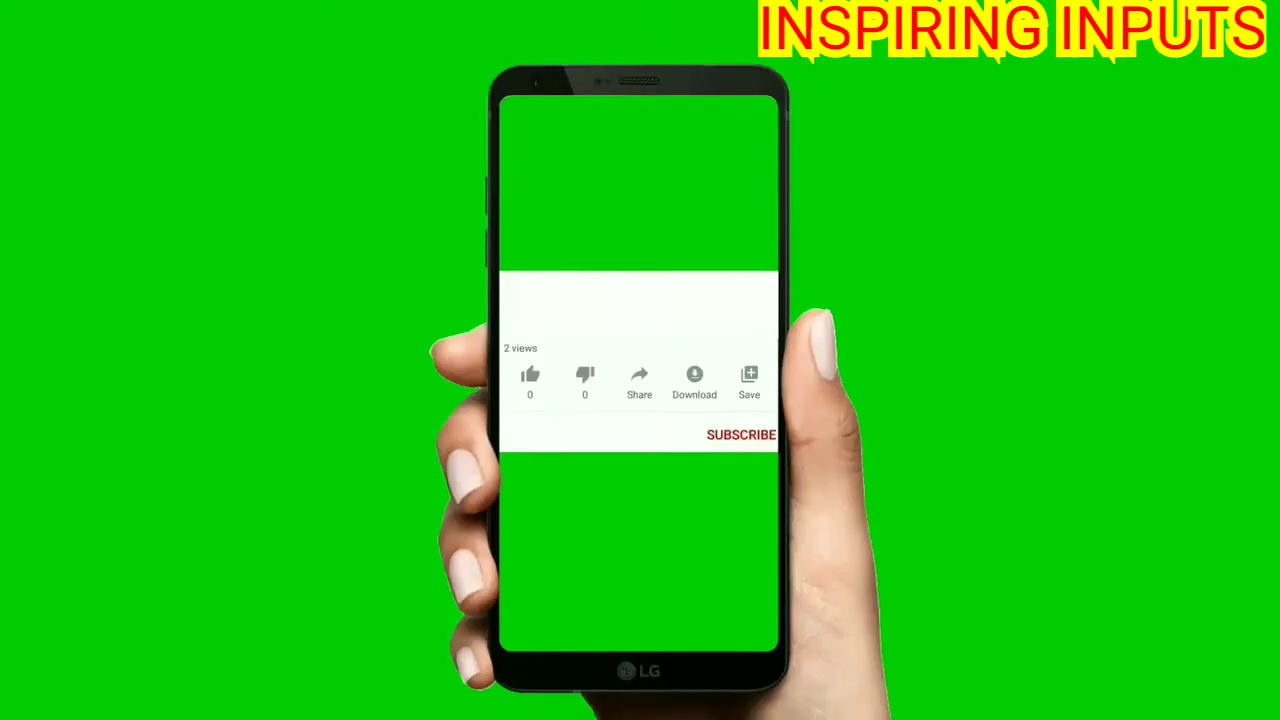 INSPIRING INPUTS
2 views
0 0 Share Download Save
SUBSCRIBE
LG